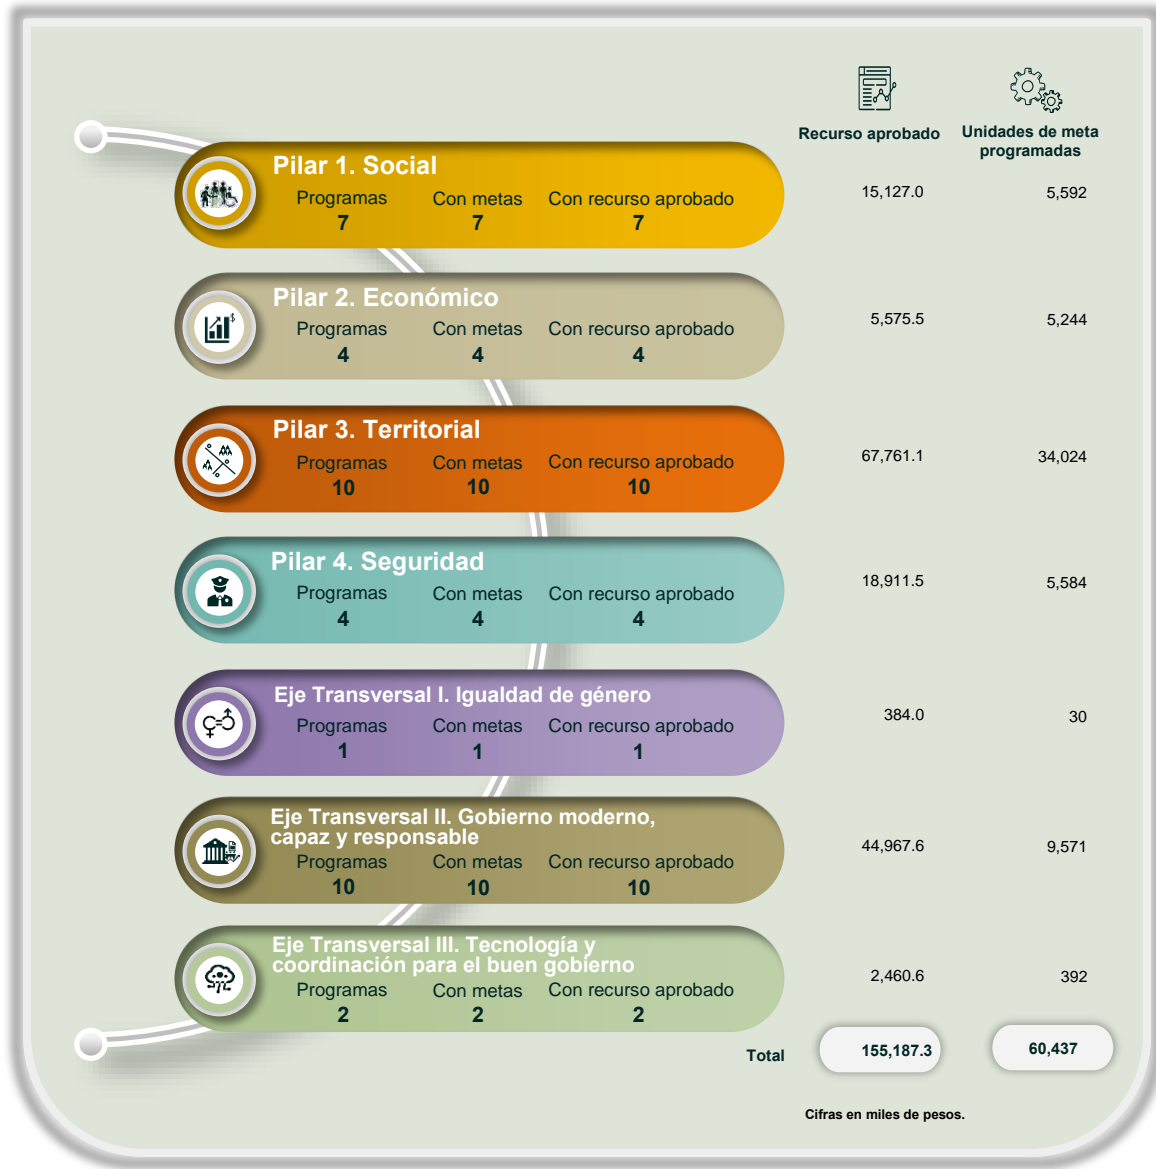 Recurso aprobado
Unidades de meta
programadas
Pilar 1. Social
Programas Con metas Con recurso aprobado
7 7 7
15,127.0 5,592
Pilar 2. Económico
Programas Con metas Con recurso aprobado
4 4 4
5,575.5 5,244
Pilar 3. Territorial
Programas Con metas Con recurso aprobado
10 10 10
67,761.1 34,024
Pilar 4. Seguridad
Programas Con metas Con recurso aprobado
4 4 4
18,911.5 5,584
Eje Transversal I. Igualdad de género
Programas Con metas Con recurso aprobado
1 1 1
384.0 30
Eje Transversal II. Gobierno moderno,
capaz y responsable
Programas Con metas Con recurso aprobado
10 10 10
44,967.6 9,571
Eje Transversal III. Tecnología y
coordinación para el buen gobierno
Programas Con metas Con recurso aprobado
2 2 2
2,460.6 392
Total 155,187.3 60,437
Cifras en miles de pesos.